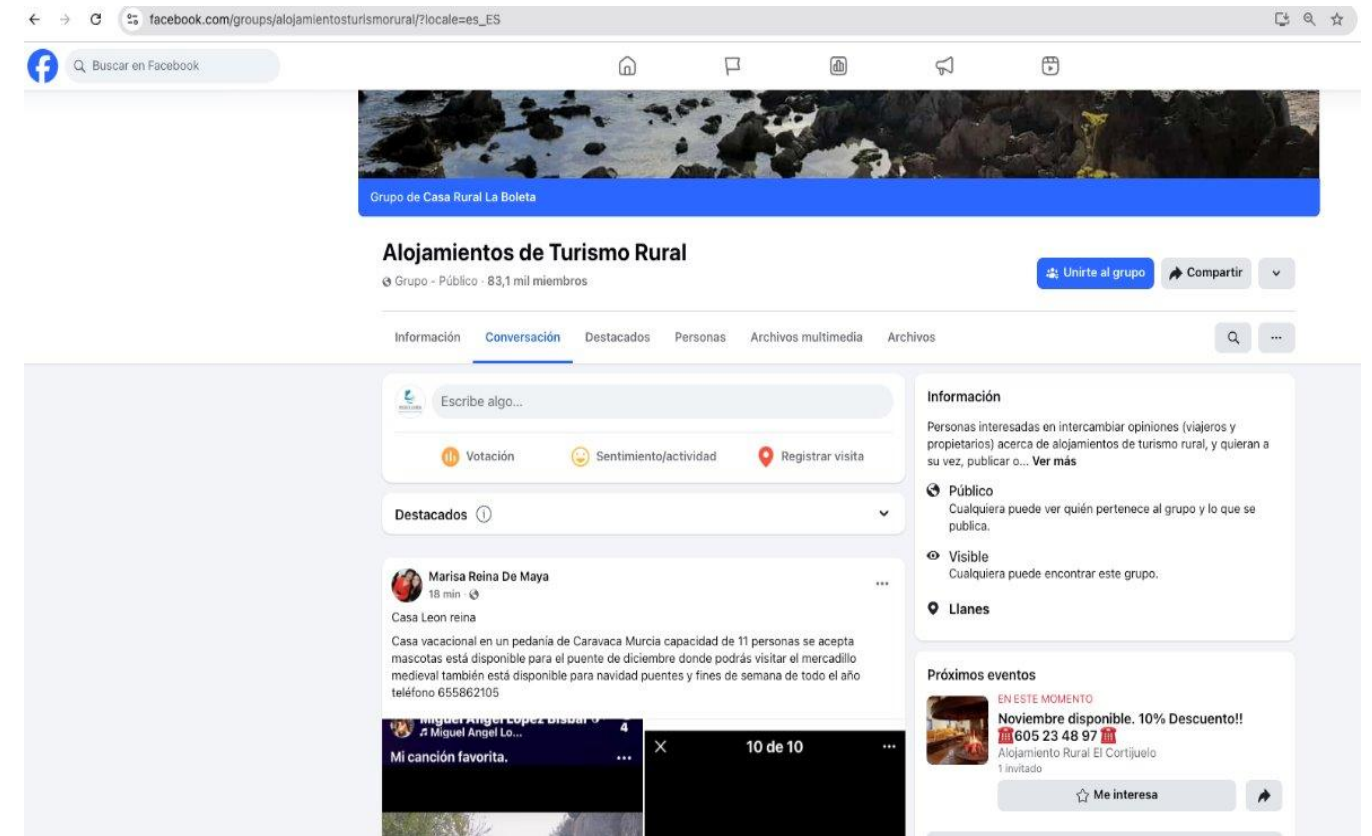 facebook.com/groups/alojamientosturismorural/?locale=es_ES
Buscar en Facebook
Grupo de Casa Rural La Boleta
Alojamientos de Turismo Rural
Grupo - Público · 83,1 mil miembros
Unirte al grupo
Compartir
Información
Conversación
Destacados
Personas
Archivos multimedia
Archivos
Escribe algo...
Votación
Sentimiento/actividad
Registrar visita
Destacados
Marisa Reina De Maya
18 min ·
Casa Leon reina
Casa vacacional en un pedanía de Caravaca Murcia capacidad de 11 personas se acepta
mascotas está disponible para el puente de diciembre donde podrás visitar el mercadillo
medieval también está disponible para navidad puentes y fines de semana de todo el año
teléfono 655862105
Miguel Angel Lopez Bisbal
4
Miguel Angel Lo...
Mi canción favorita.
10 de 10
Información
Personas interesadas en intercambiar opiniones (viajeros y
propietarios) acerca de alojamientos de turismo rural, y quieran a
su vez, publicar o... Ver más
Público
Cualquiera puede ver quién pertenece al grupo y lo que se
publica.
Visible
Cualquiera puede encontrar este grupo.
Llanes
Próximos eventos
EN ESTE MOMENTO
Noviembre disponible. 10% Descuento!!
☎️605 23 48 97☎️
Alojamiento Rural El Cortijuelo
1 invitado
Me interesa